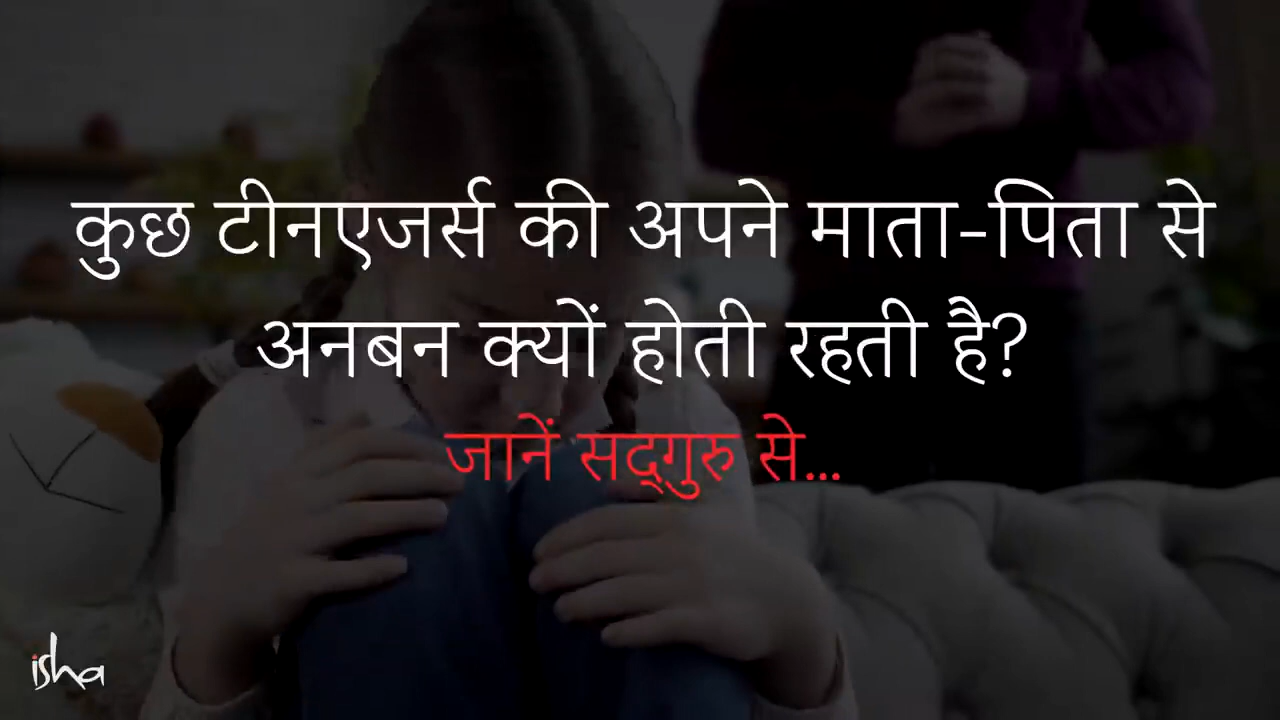 कुछ टीनएजर्स की अपने माता-पिता से
अनबन क्यों होती रहती है?
जानें सद्गुरु से...
isha